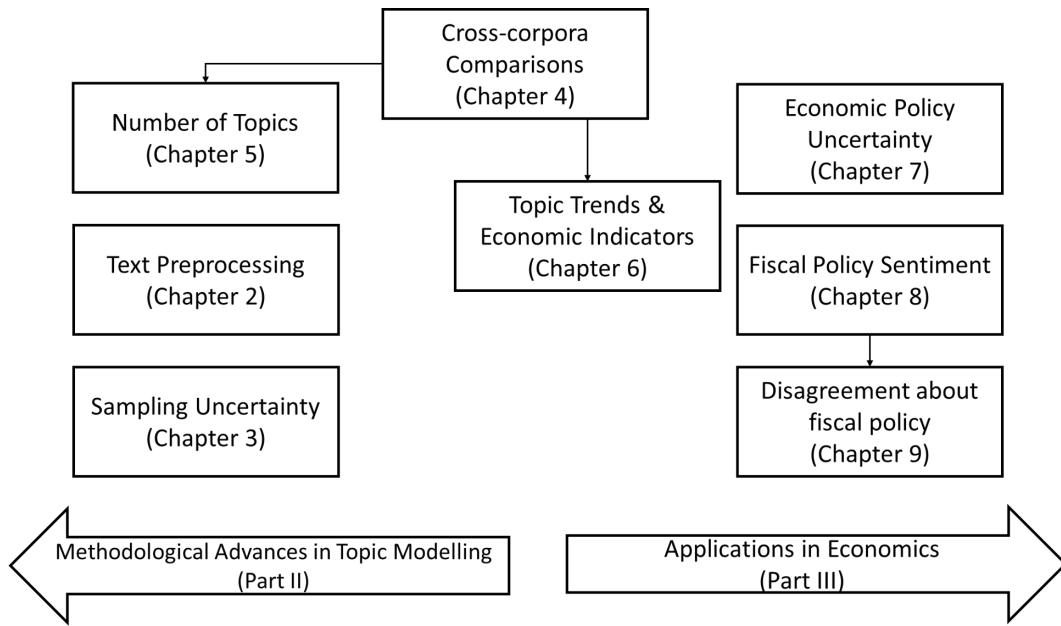 Cross-corpora
Comparisons
(Chapter 4)
Number of Topics
(Chapter 5)
Economic Policy
Uncertainty
(Chapter 7)
Topic Trends &
Economic Indicators
(Chapter 6)
Text Preprocessing
(Chapter 2)
Fiscal Policy Sentiment
(Chapter 8)
Sampling Uncertainty
(Chapter 3)
Disagreement about
fiscal policy
(Chapter 9)
Methodological Advances in Topic Modelling
(Part II)
Applications in Economics
(Part III)